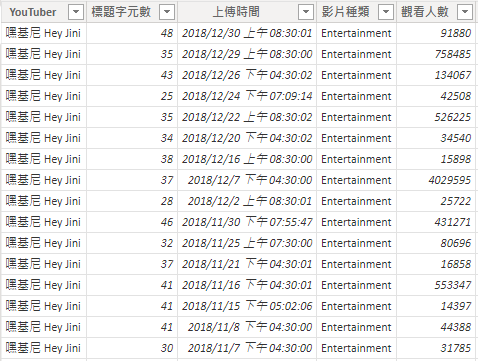 YouTuber 標題字元數 上傳時間 影片種類 觀看人數
嘿基尼 Hey Jini 48 2018/12/30 上午 08:30:01 Entertainment 91880
嘿基尼 Hey Jini 35 2018/12/29 上午 08:30:00 Entertainment 758485
嘿基尼 Hey Jini 43 2018/12/26 下午 04:30:02 Entertainment 134067
嘿基尼 Hey Jini 25 2018/12/24 下午 07:09:14 Entertainment 42508
嘿基尼 Hey Jini 35 2018/12/22 上午 08:30:02 Entertainment 526225
嘿基尼 Hey Jini 34 2018/12/20 下午 04:30:02 Entertainment 34540
嘿基尼 Hey Jini 38 2018/12/16 上午 08:30:00 Entertainment 15898
嘿基尼 Hey Jini 37 2018/12/7 下午 04:30:00 Entertainment 4029595
嘿基尼 Hey Jini 28 2018/12/2 上午 08:30:01 Entertainment 25722
嘿基尼 Hey Jini 46 2018/11/30 下午 07:55:47 Entertainment 431271
嘿基尼 Hey Jini 32 2018/11/25 上午 07:30:00 Entertainment 80696
嘿基尼 Hey Jini 37 2018/11/21 下午 04:30:01 Entertainment 16858
嘿基尼 Hey Jini 41 2018/11/16 下午 04:30:01 Entertainment 553347
嘿基尼 Hey Jini 41 2018/11/15 下午 05:02:06 Entertainment 14397
嘿基尼 Hey Jini 41 2018/11/8 下午 04:30:00 Entertainment 44388
嘿基尼 Hey Jini 30 2018/11/7 下午 04:30:00 Entertainment 31785